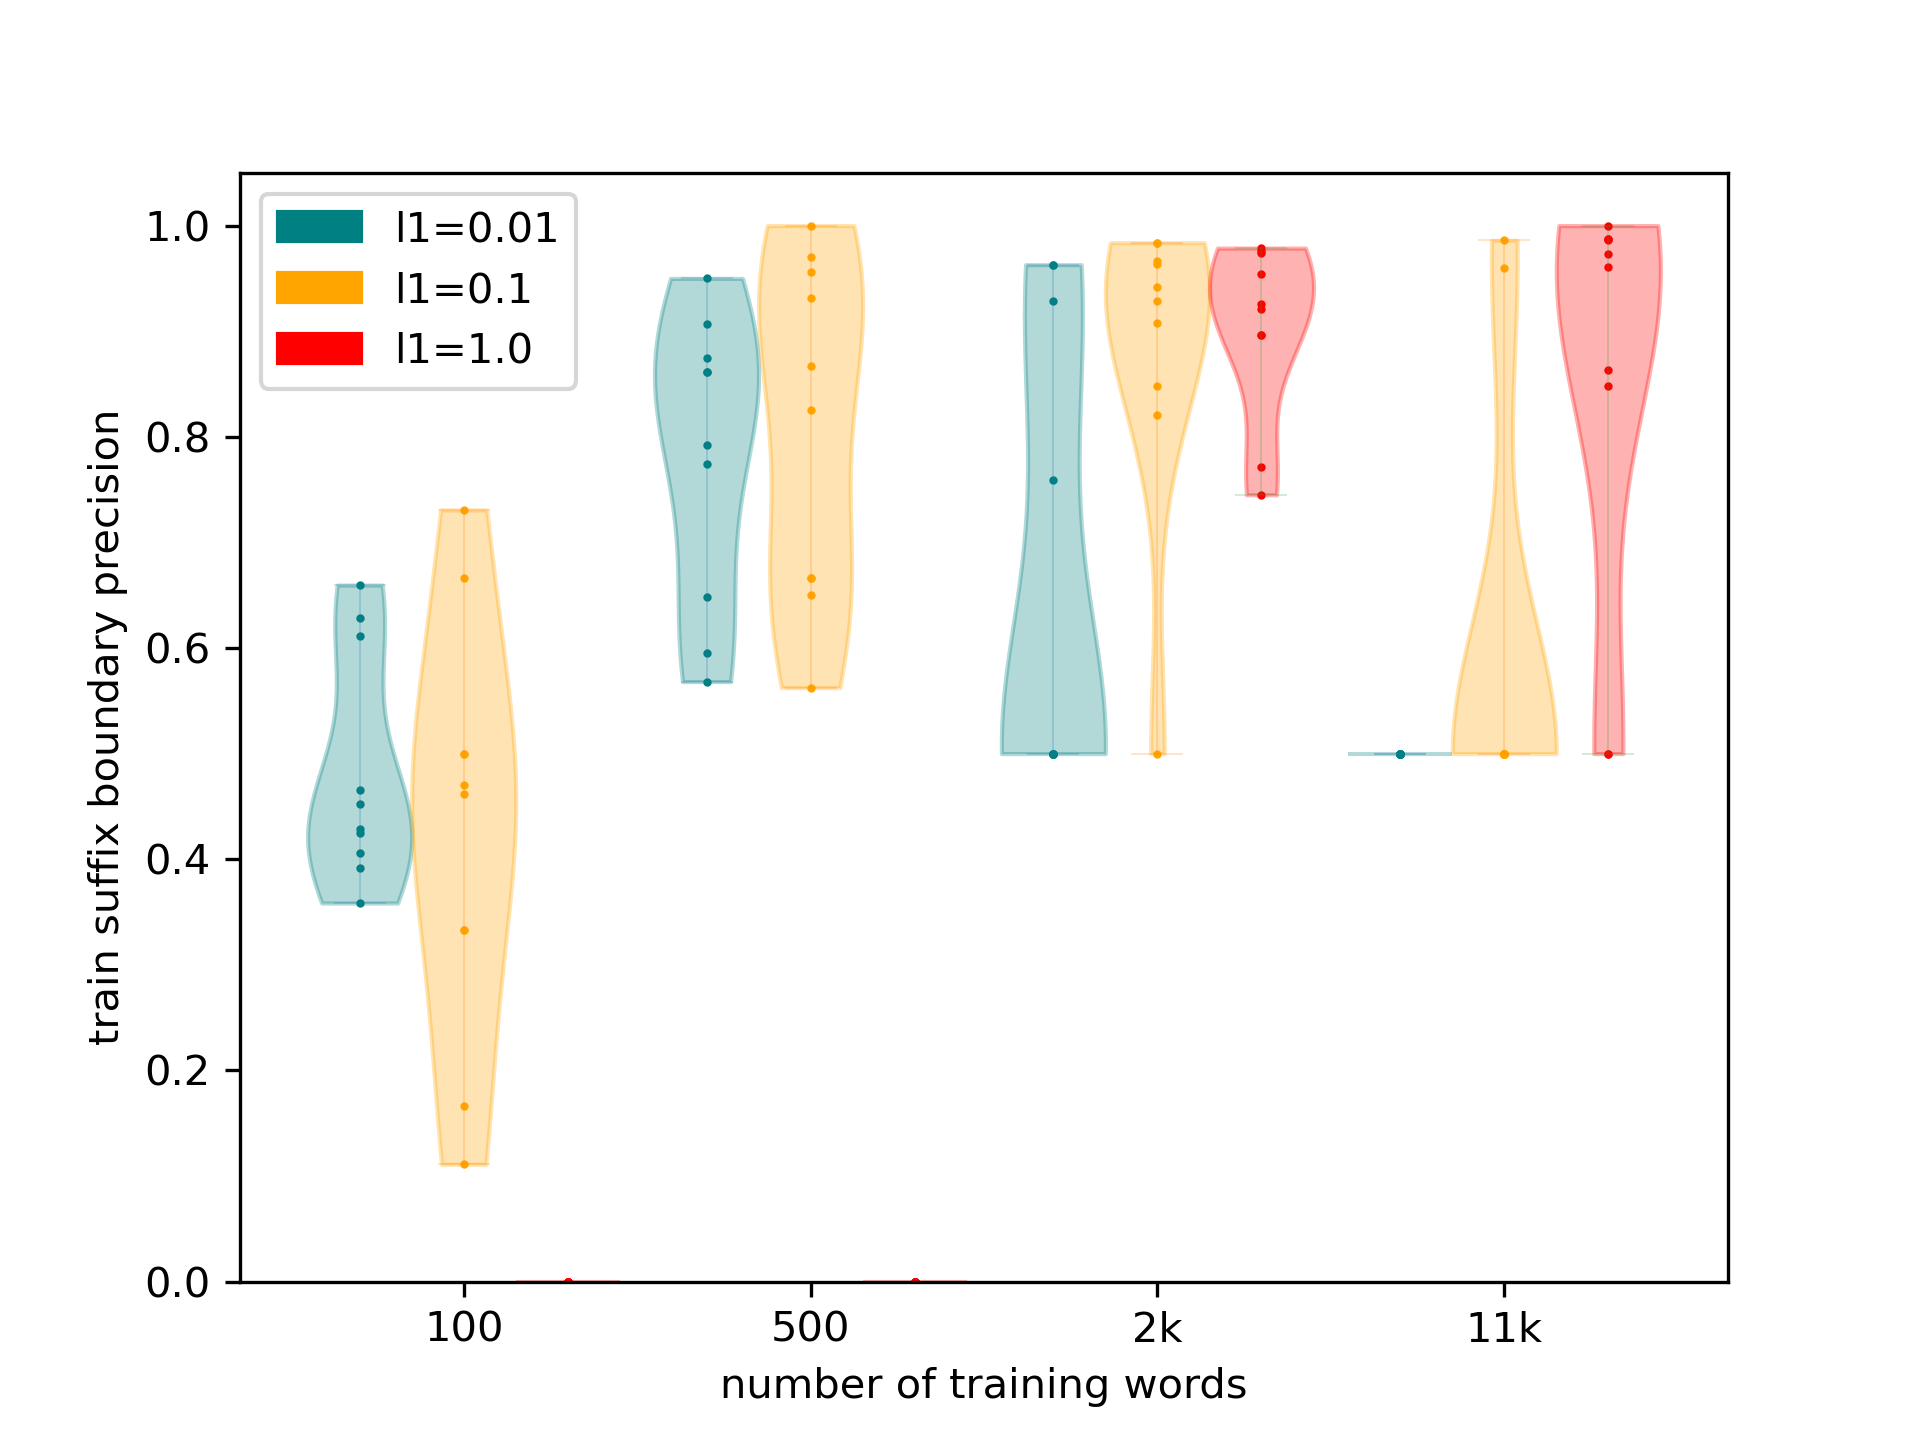 l1=0.01
l1=0.1
l1=1.0
train suffix boundary precision
1.0
0.8
0.6
0.4
0.2
0.0
100 500 2k 11k
number of training words